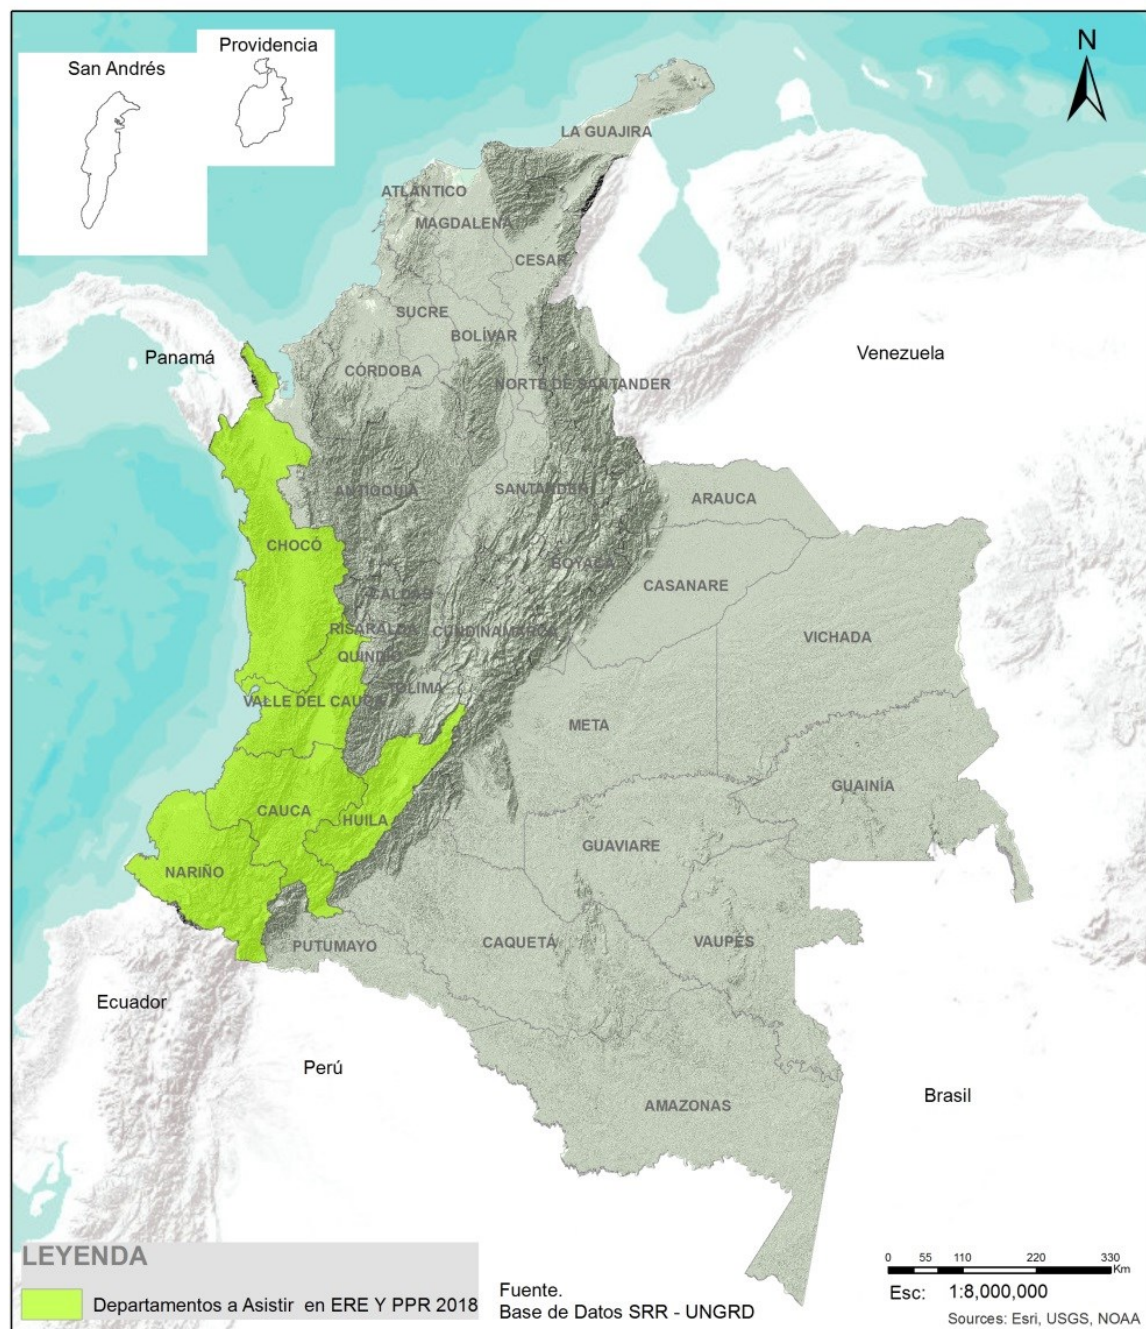 Providencia
San Andrés
N
LA GUAJIRA
ATLÁNTICO
MAGDALENA
CESAR
SUCRE
BOLÍVAR
Panamá
Venezuela
CÓRDOBA
NORTE DE SANTANDER
ANTIOQUIA
SANTANDER
ARAUCA
CHOCÓ
BOYACÁ
CASANARE
CALDAS
RISARALDA
CUNDINAMARCA
VICHADA
QUINDÍO
TOLIMA
VALLE DEL CAUCA
META
GUAINÍA
CAUCA
HUILA
GUAVIARE
NARIÑO
PUTUMAYO
CAQUETÁ
VAUPÉS
Ecuador
Perú
Brasil
AMAZONAS
LEYENDA
Departamentos a Asistir en ERE Y PPR 2018
Fuente.
Base de Datos SRR - UNGRD
0 55 110 220 330
Km
Esc: 1:8,000,000
Sources: Esri, USGS, NOAA